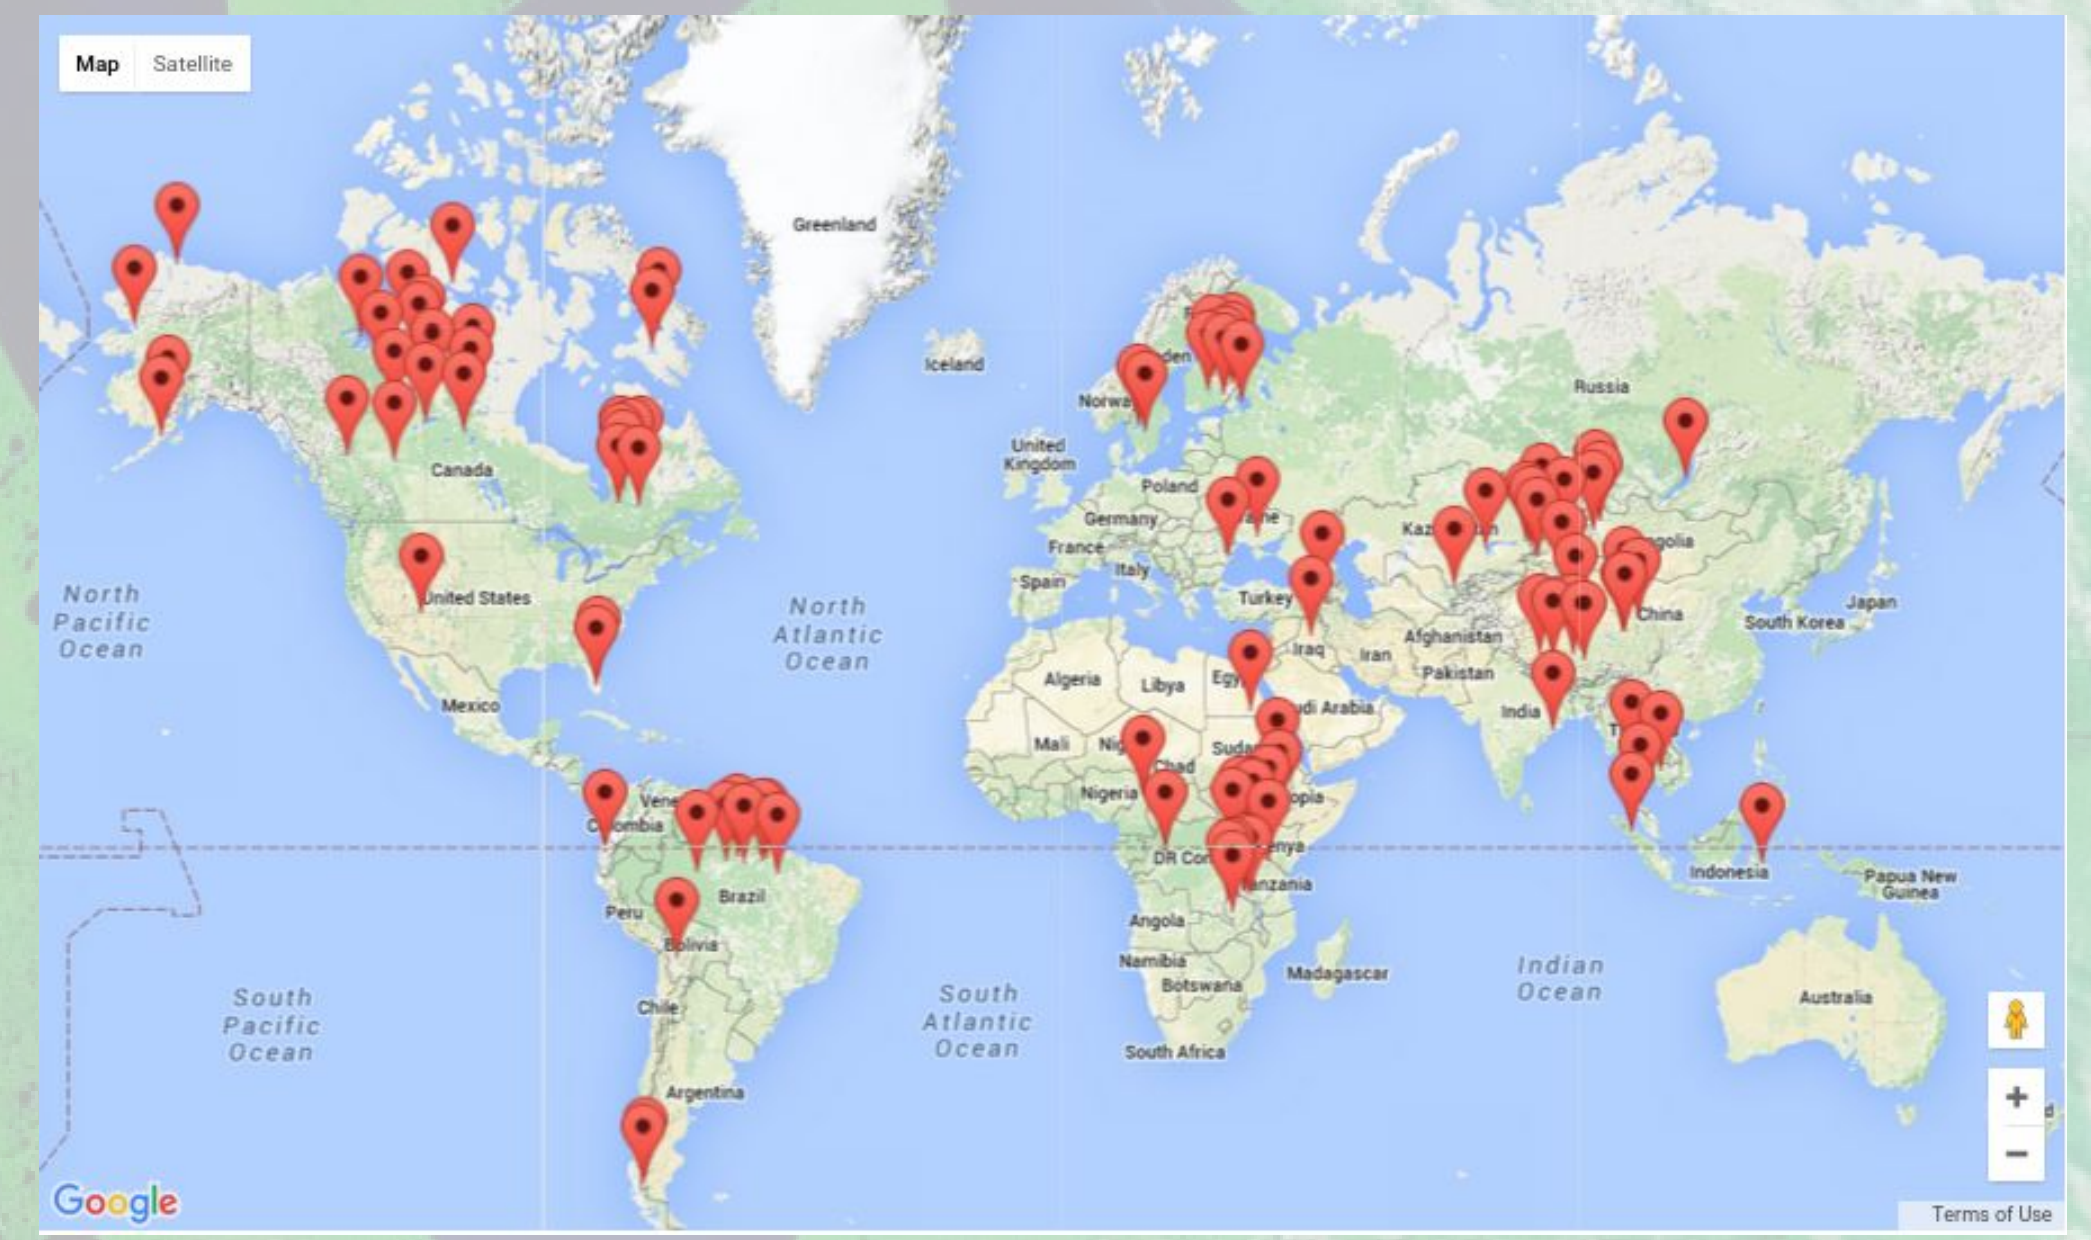 Map Satellite
Greenland
Iceland
Russia
Norwa
den
United
Kingdom
Canada
Poland
Germany
France
Italy
Spain
Turkey
Japan
South Korea
China
Afghanistan
Iraq
Iran
Pakistan
India
North
Pacific
Ocean
United States
North
Atlantic
Ocean
Mexico
Algeria
Libya
Mali
Chad
Nigeria
Brazil
Peru
Bolivia
Chile
Argentina
Angola
Namibia
Botswana
South Africa
Madagascar
Indonesia
Papua New
Guinea
Australia
South
Pacific
Ocean
South
Atlantic
Ocean
Indian
Ocean
Google
Terms of Use